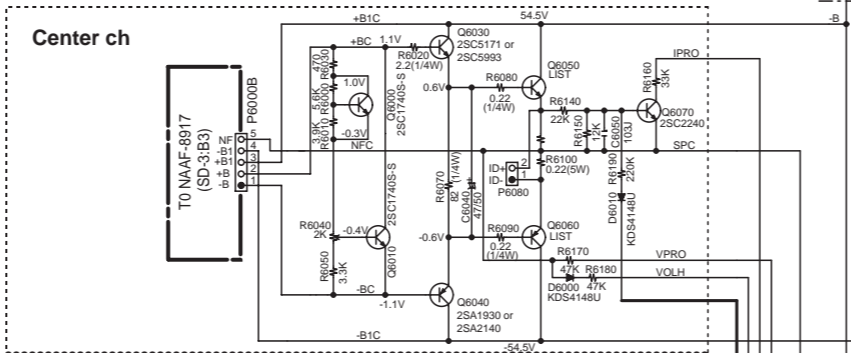 Center ch
+B1C
54.5V
-B
+BC
1.1V
Q6030
2SC5171 or
2SC5993
R6020
2.2(1/4W)
R6030
470
1.0V
Q6000
2SC1740S-S
R6000
5.6K
R6010
3.9K
-0.3V
0.6V
R6080
0.22
(1/4W)
Q6050
LIST
IPRO
R6160
33K
R6140
22K
R6150
12K
C6050
103J
Q6070
2SC2240
P6000B
T0 NAAF-8917
(SD-3:B3)
NF 5
-B1 4
+B1 3
+B 2
-B 1
NFC
SPC
R6070
82
(1/4W)
C6040
47/50
ID+ 2
ID- 1
P6080
R6100
0.22(5W)
R6190
220K
D6010
KDS4148U
2SC1740S-S
Q6010
R6040
2K
-0.4V
R6050
3.3K
-0.6V
R6090
0.22
(1/4W)
Q6060
LIST
R6170
47K
VPRO
R6180
47K
VOLH
D6000
KDS4148U
-BC
-1.1V
Q6040
2SA1930 or
2SA2140
-B1C
-54.5V